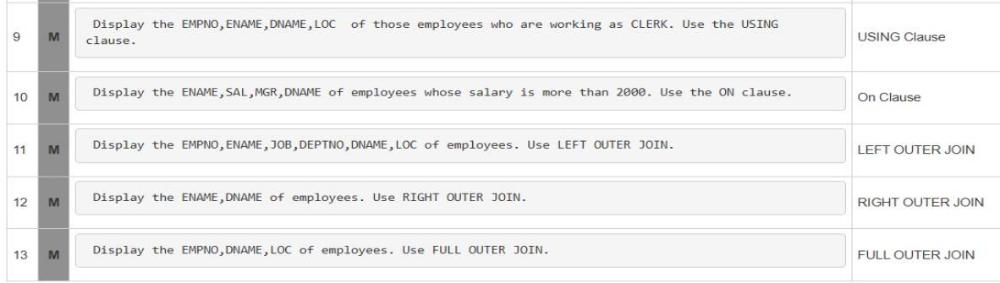 9 M Display the EMPNO,ENAME,DNAME,LOC of those employees who are working as CLERK. Use the USING
clause. USING Clause
10 M Display the ENAME,SAL,MGR,DNAME of employees whose salary is more than 2000. Use the ON clause. On Clause
11 M Display the EMPNO,ENAME,JOB,DEPTNO,DNAME,LOC of employees. Use LEFT OUTER JOIN. LEFT OUTER JOIN
12 M Display the ENAME,DNAME of employees. Use RIGHT OUTER JOIN. RIGHT OUTER JOIN
13 M Display the EMPNO,DNAME,LOC of employees. Use FULL OUTER JOIN. FULL OUTER JOIN